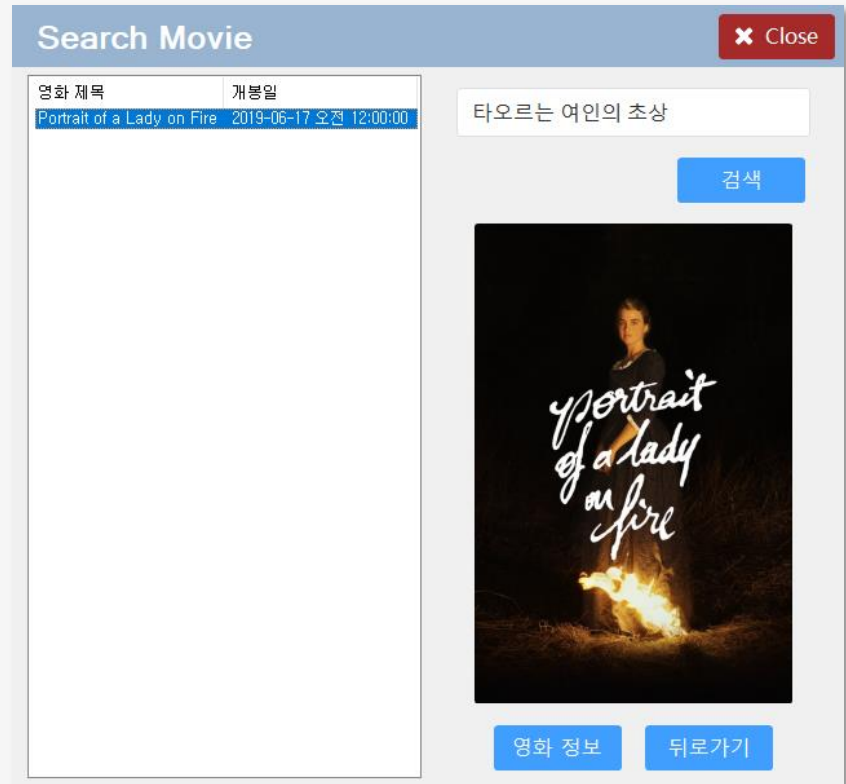 Search Movie
✖ Close
영화 제목 개봉일
Portrait of a Lady on Fire 2019-06-17 오전 12:00:00
타오르는 여인의 초상
검색
portrait
of a lady
on
fire
영화 정보
뒤로가기